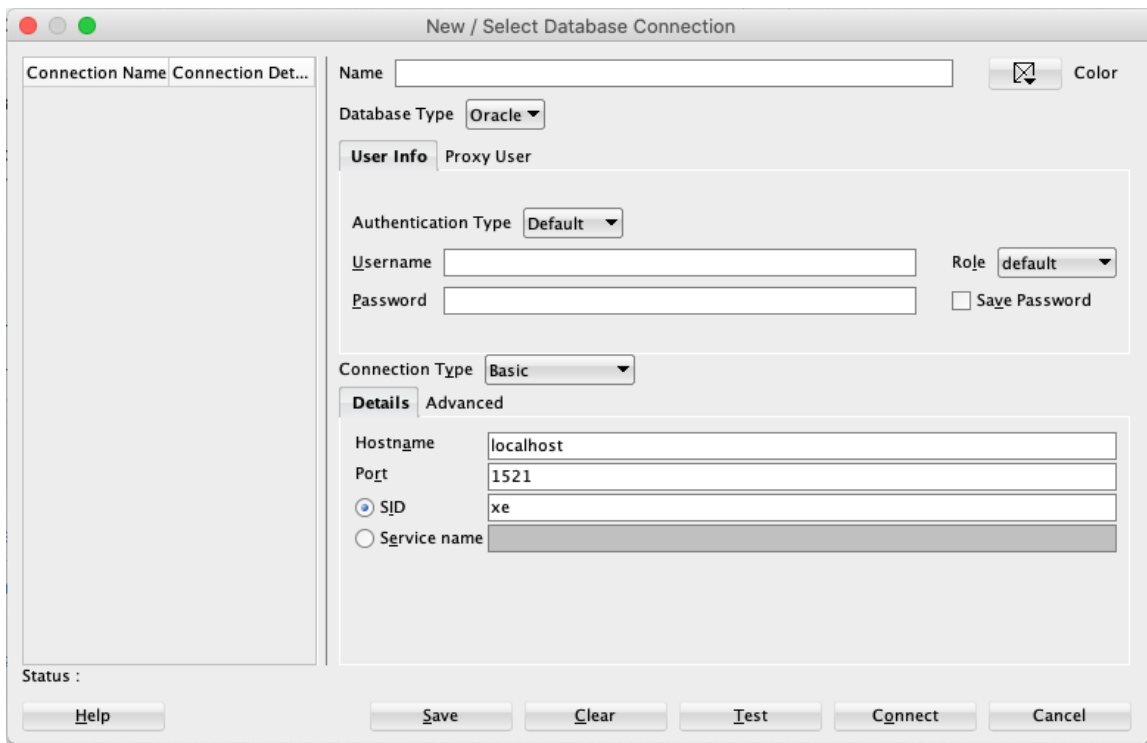 New / Select Database Connection
Connection Name Connection Det...
Name Color
Database Type Oracle
User Info Proxy User
Authentication Type Default
Username Role default
Password Save Password
Connection Type Basic
Details Advanced
Hostname localhost
Port 1521
SID xe
Service name
Status :
Help Save Clear Test Connect Cancel